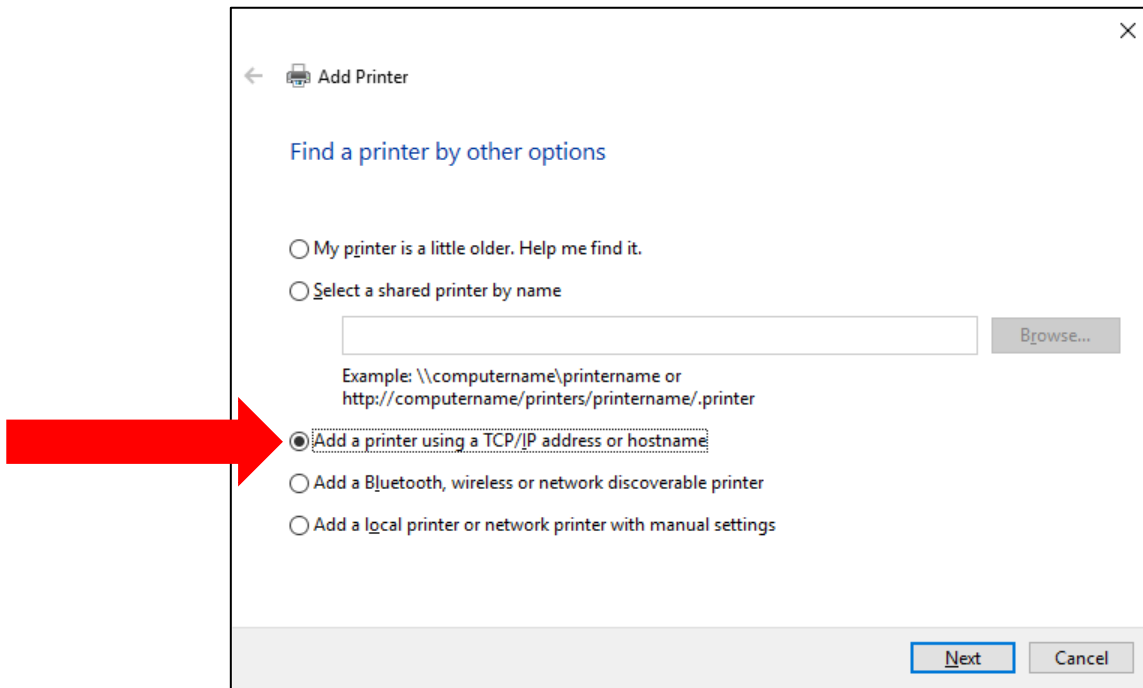 Add Printer
Find a printer by other options
My printer is a little older. Help me find it.
Select a shared printer by name
Browse...
Example: \\computername\printername or
http://computername/printers/printername/.printer
Add a printer using a TCP/IP address or hostname
Add a Bluetooth, wireless or network discoverable printer
Add a local printer or network printer with manual settings
Next
Cancel